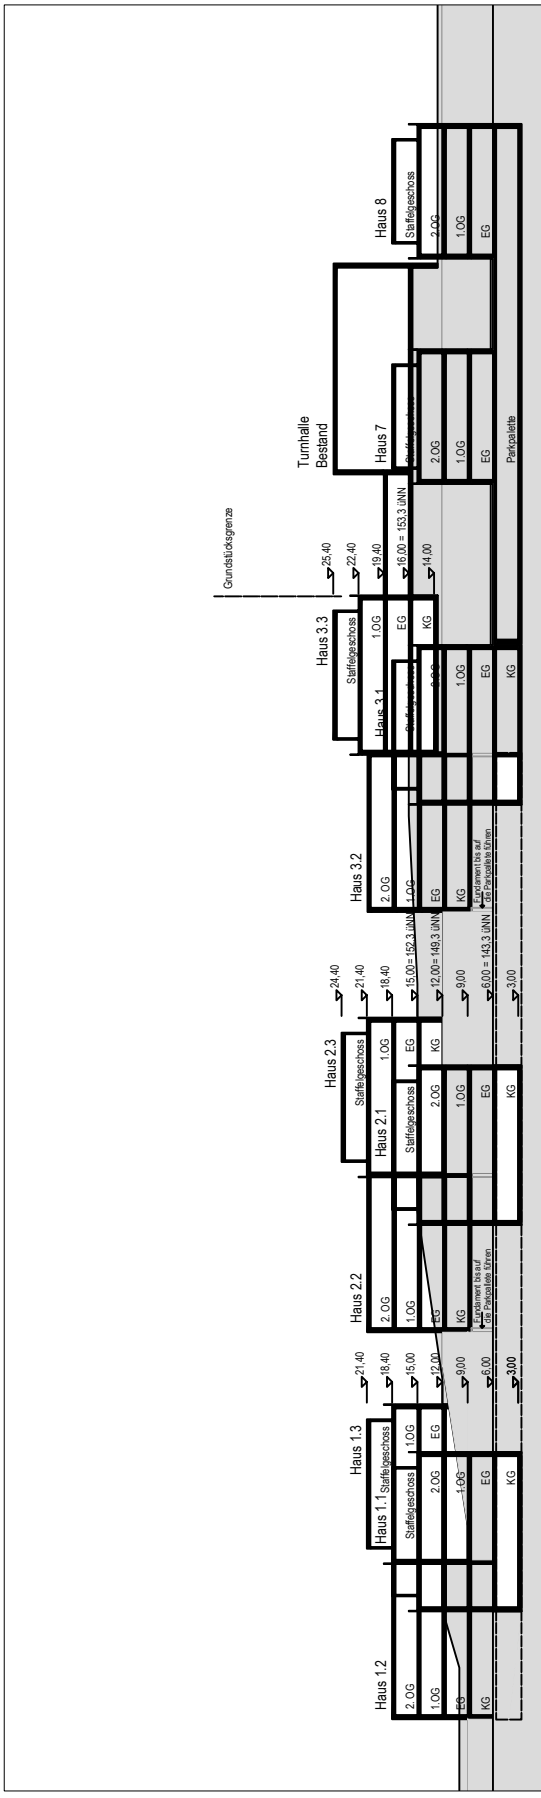 Haus 1.2
2. OG
1.OG
EG
KG
Haus 1.3
Staffelgeschoss
1.OG
EG
Haus 1.1
Staffelgeschoss
2.OG
1.OG
EG
KG
21,40
18,40
15,00
12,00
9,00
6,00
3,00
Haus 2.2
2. OG
1.OG
EG
KG
Fundament bis auf
die Parkpallete führen
Haus 2.3
Staffelgeschoss
1.OG
EG
KG
Haus 2.1
Staffelgeschoss
2.OG
1.OG
EG
KG
24,40
21,40
18,40
15,00 = 152,3 üNN
12,00 = 149,3 üNN
9,00
6,00 = 143,3 üNN
3,00
Haus 3.2
2. OG
1.OG
EG
KG
Fundament bis auf
die Parkpallete führen
Haus 3.3
Staffelgeschoss
1.OG
EG
KG
Haus 3.1
Staffelgeschoss
2.OG
1.OG
EG
KG
Grundstücksgrenze
25,40
22,40
19,40
16,00 = 153,3 üNN
14,00
Turnhalle
Bestand
Haus 7
Staffelgeschoss
2.OG
1.OG
EG
Parkpalette
Haus 8
Staffelgeschoss
2.OG
1.OG
EG